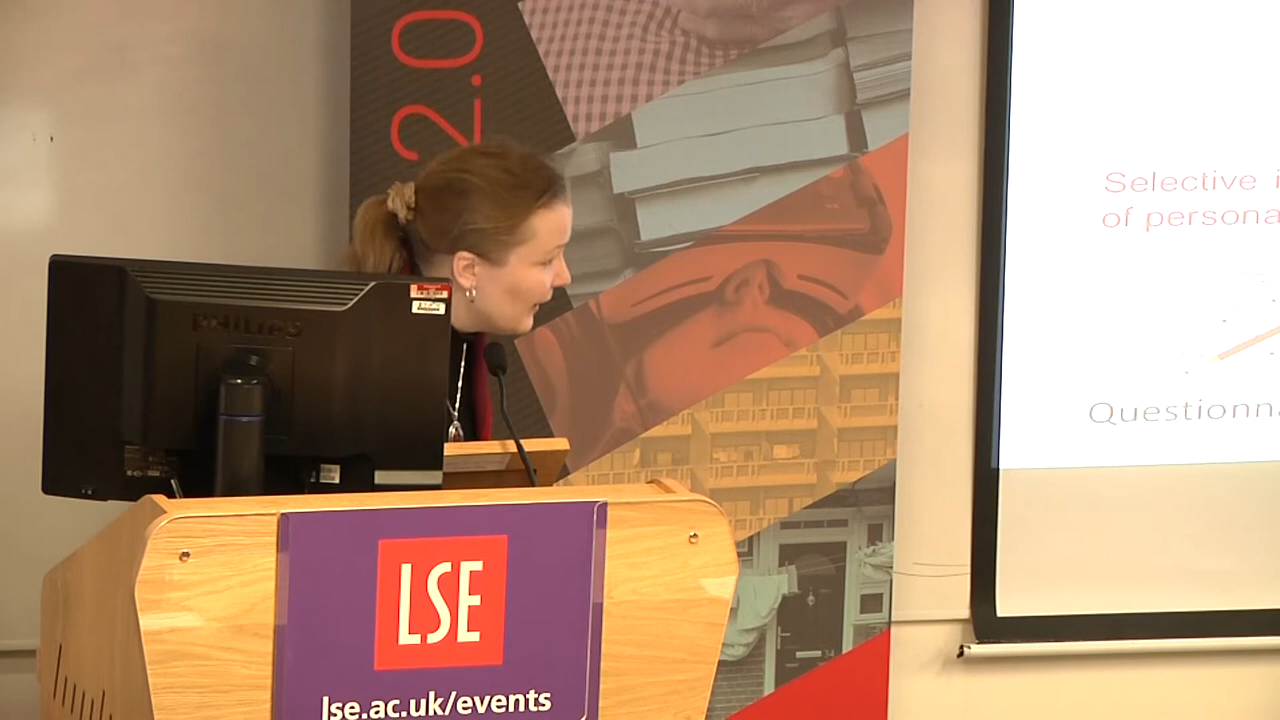 2.0
Selective
of persona
PHILIPS
Questionn
LSE
lse.ac.uk/events